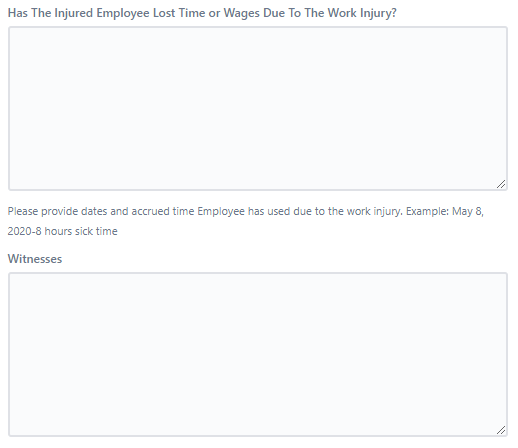 Has The Injured Employee Lost Time or Wages Due To The Work Injury?
Please provide dates and accrued time Employee has used due to the work injury. Example: May 8,
2020-8 hours sick time
Witnesses